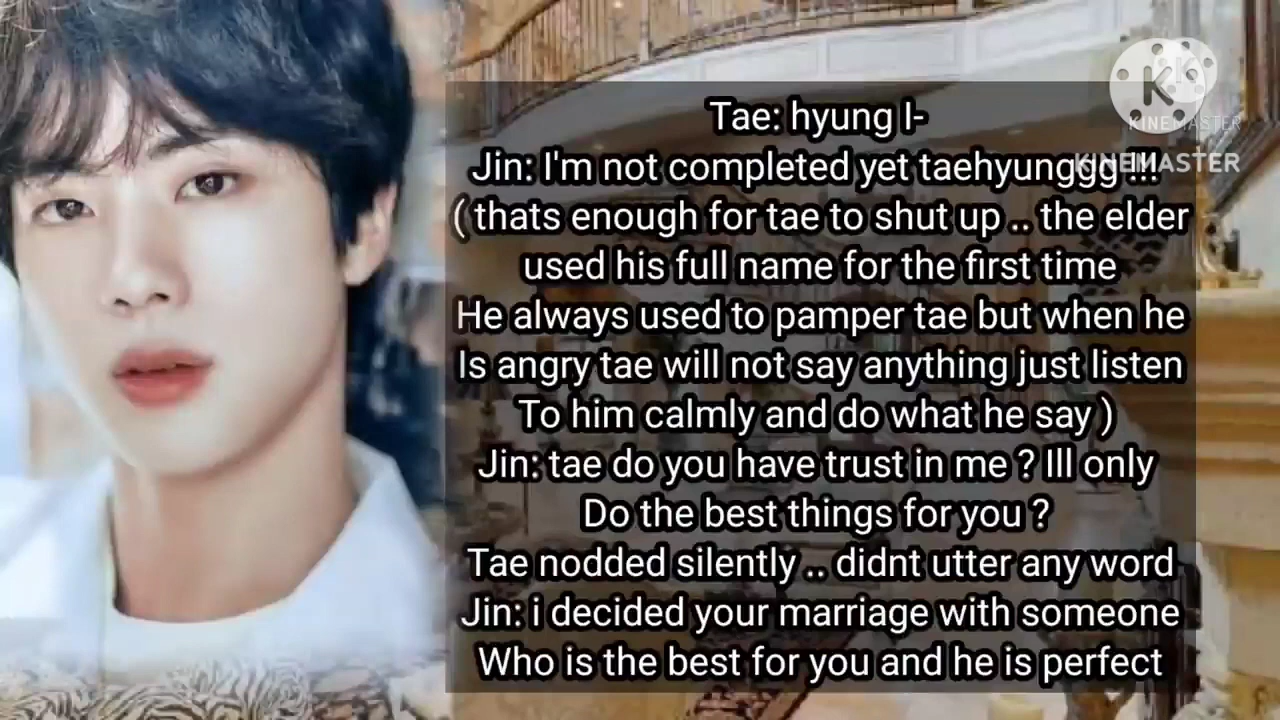 Tae: hyung I-
Jin: I'm not completed yet taehyunggg !!!
( thats enough for tae to shut up .. the elder
used his full name for the first time
He always used to pamper tae but when he
Is angry tae will not say anything just listen
To him calmly and do what he say )
Jin: tae do you have trust in me ? Ill only
Do the best things for you ?
Tae nodded silently .. didnt utter any word
Jin: i decided your marriage with someone
Who is the best for you and he is perfect
K
KINEMASTER
KINEMASTER